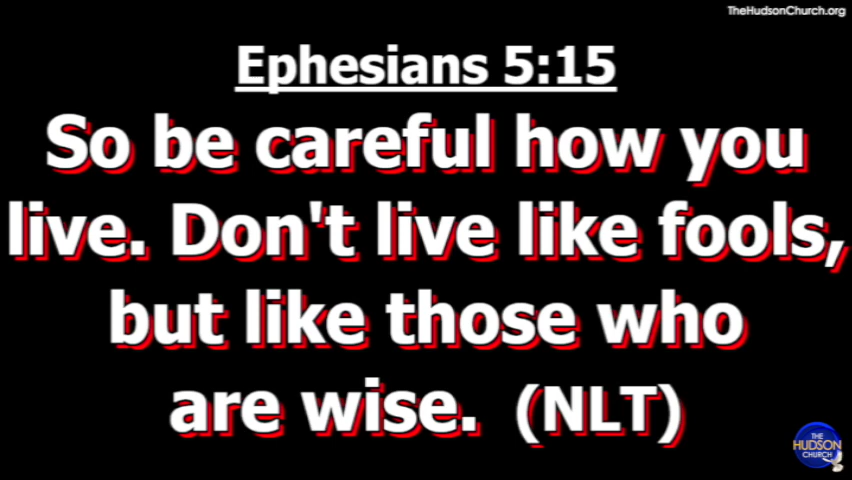 TheHudsonChurch.org
Ephesians 5:15
So be careful how you
live. Don't live like fools,
but like those who
are wise. (NLT)
THE
HUDSON
CHURCH